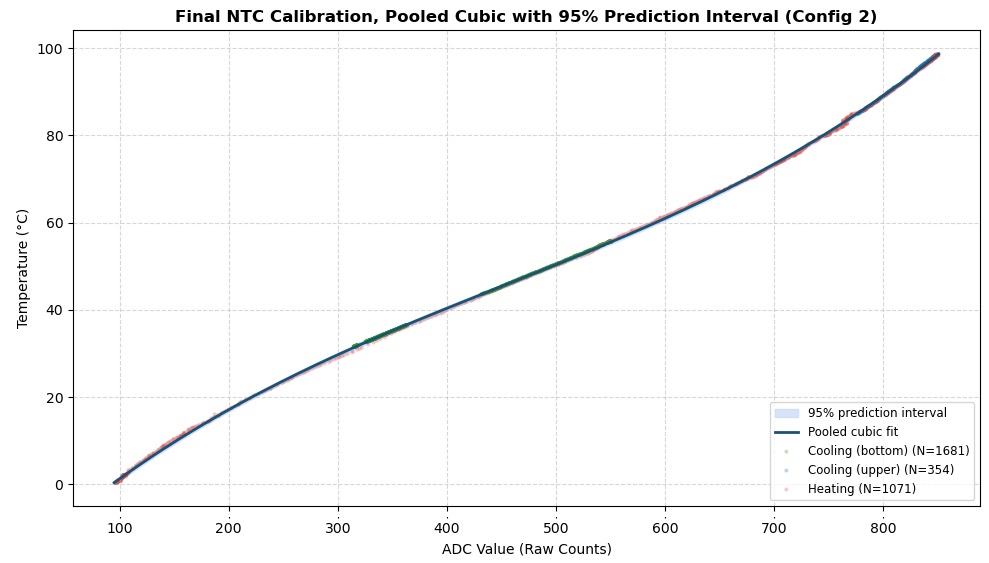 Final NTC Calibration, Pooled Cubic with 95% Prediction Interval (Config 2)
100
80
60
40
20
0
Temperature (°C)
95% prediction interval
Pooled cubic fit
Cooling (bottom) (N=1681)
Cooling (upper) (N=354)
Heating (N=1071)
100 200 300 400 500 600 700 800
ADC Value (Raw Counts)